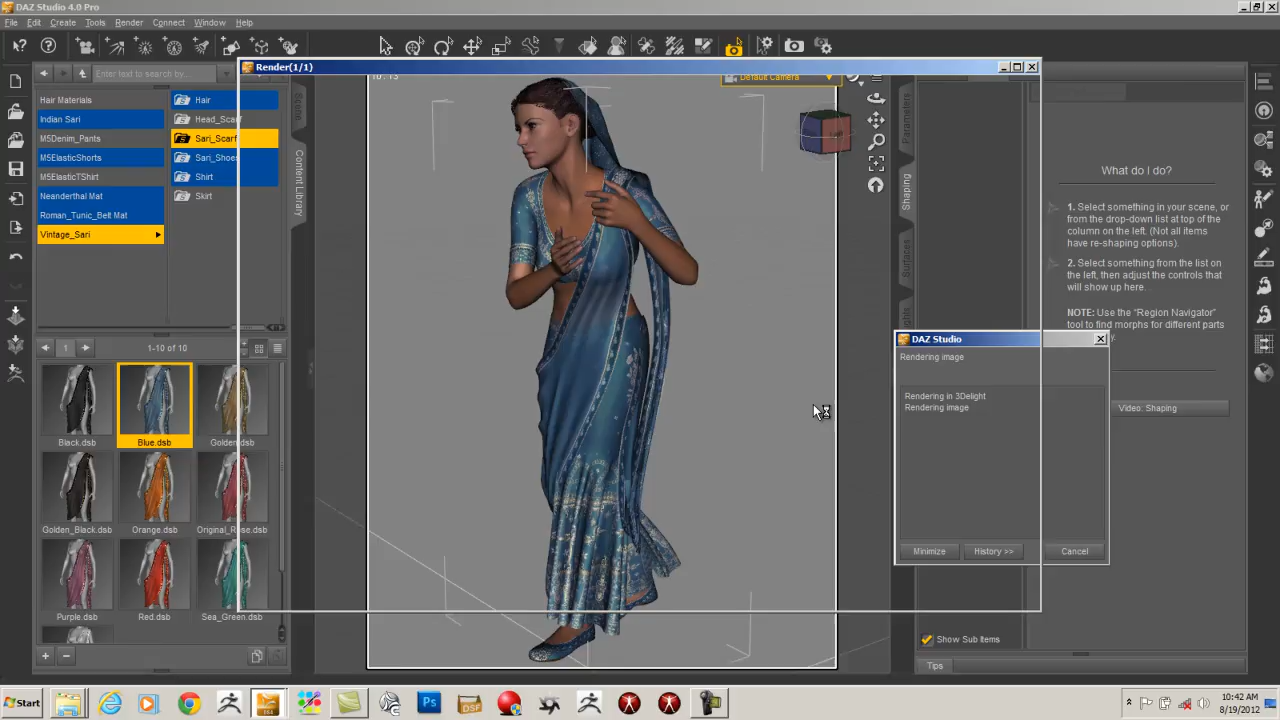 DAZ Studio 4.0 Pro
File Edit Create Tools Render Connect Window Help
Render(1/1)
Enter text to search by...
Default Camera
Hair Materials
Indian Sari
M5Denim_Pants
M5ElasticShorts
M5ElasticTShirt
Neanderthal Mat
Roman_Tunic_Belt Mat
Vintage_Sari
Hair
Head_Scarf
Sari_Scarf
Sari_Shoes
Shirt
Skirt
Scene
Content Library
1
1-10 of 10
Black.dsb
Blue.dsb
Golden.dsb
Golden_Black.dsb
Orange.dsb
Original_Rose.dsb
Purple.dsb
Red.dsb
Sea_Green.dsb
Parameters
Shaping
Surfaces
What do I do?
1. Select something in your scene, or
from the drop-down list at top of the
column on the left. (Not all items
have re-shaping options).
2. Select something from the list
on the left, then adjust the controls that
will show up here.
NOTE: Use the "Region Navigator"
tool to find morphs for different parts
Video: Shaping
DAZ Studio
Rendering image
Rendering in 3Delight
Rendering image
Minimize
History >>
Cancel
Show Sub Items
Tips
Start
Ps
DSF
10:42 AM
8/19/2012